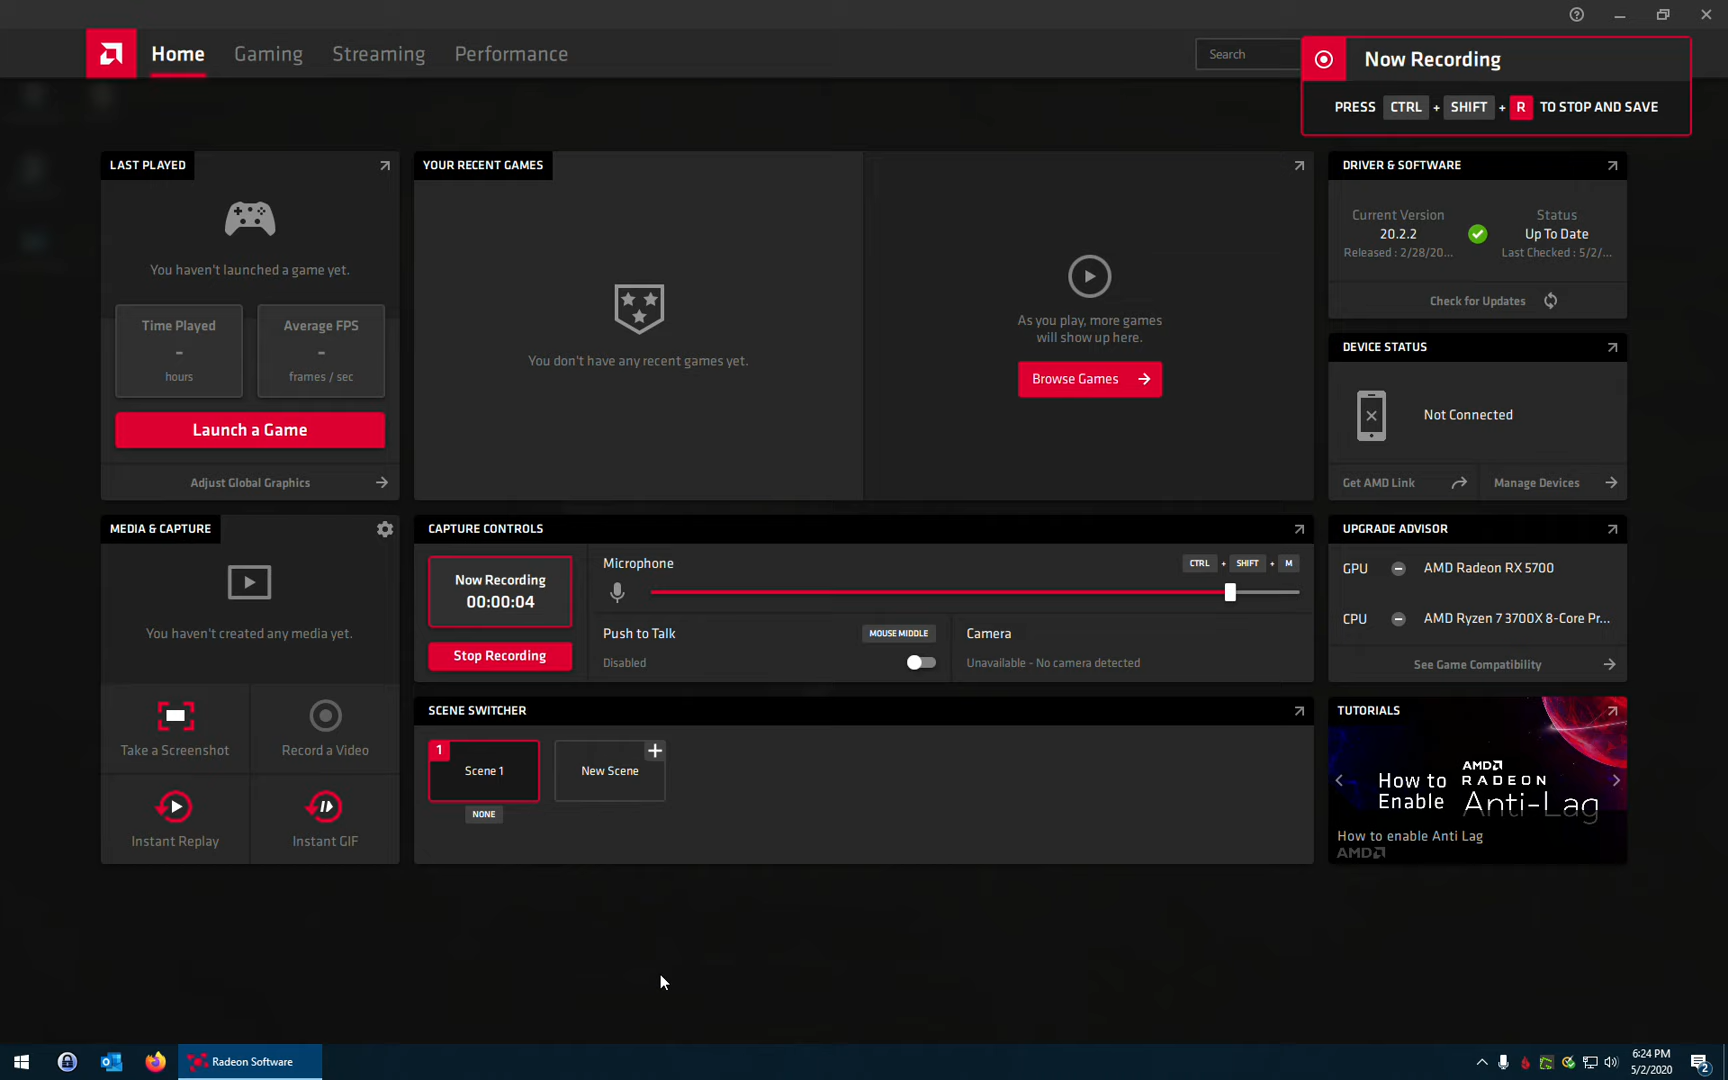 Home
Gaming
Streaming
Performance
Search
Now Recording
PRESS CTRL + SHIFT + R TO STOP AND SAVE
LAST PLAYED
You haven't launched a game yet.
Time Played
-
hours
Average FPS
-
frames / sec
Launch a Game
Adjust Global Graphics
YOUR RECENT GAMES
You don't have any recent games yet.
As you play, more games
will show up here.
Browse Games
DRIVER & SOFTWARE
Current Version
20.2.2
Released : 2/28/20...
Status
Up To Date
Last Checked : 5/2/...
Check for Updates
DEVICE STATUS
Not Connected
Get AMD Link
Manage Devices
MEDIA & CAPTURE
You haven't created any media yet.
Take a Screenshot
Record a Video
Instant Replay
Instant GIF
CAPTURE CONTROLS
Now Recording
00:00:04
Stop Recording
Microphone
CTRL + SHIFT + M
Push to Talk
MOUSE MIDDLE
Disabled
Camera
Unavailable - No camera detected
SCENE SWITCHER
1
Scene 1
NONE
New Scene
UPGRADE ADVISOR
GPU AMD Radeon RX 5700
CPU AMD Ryzen 7 3700X 8-Core Pr...
See Game Compatibility
TUTORIALS
How to
Enable
AMD
RADEON
Anti-Lag
How to enable Anti Lag
AMD
Radeon Software
6:24 PM
5/2/2020
2